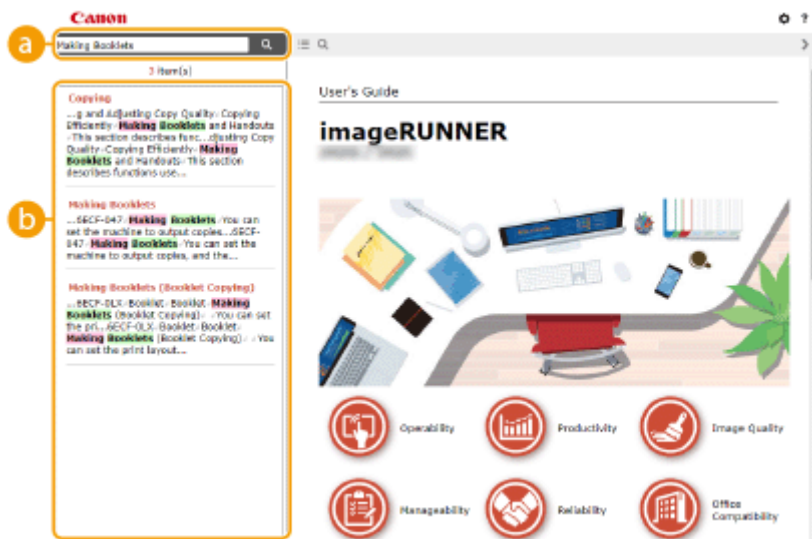 Canon
?
a
Making Booklets
3 item(s)
Copying
...g and Adjusting Copy Quality› Copying
Efficiently› Making Booklets and Handouts
› This section describes func...djusting Copy
Quality› Copying Efficiently› Making
Booklets and Handouts› This section
describes functions use...
b
Making Booklets
...6ECF-047› Making Booklets ›You can
set the machine to output copies...6ECF-
047› Making Booklets ›You can set the
machine to output copies, and the...
Making Booklets (Booklet Copying)
...6ECF-0LX› Booklet› Booklet› Making
Booklets (Booklet Copying)› › You can set
the pri...6ECF-0LX› Booklet› Booklet›
Making Booklets (Booklet Copying)› › You
can set the print layout...
User's Guide
imageRUNNER
Operability
Productivity
Image Quality
Manageability
Reliability
Office
Compatibility